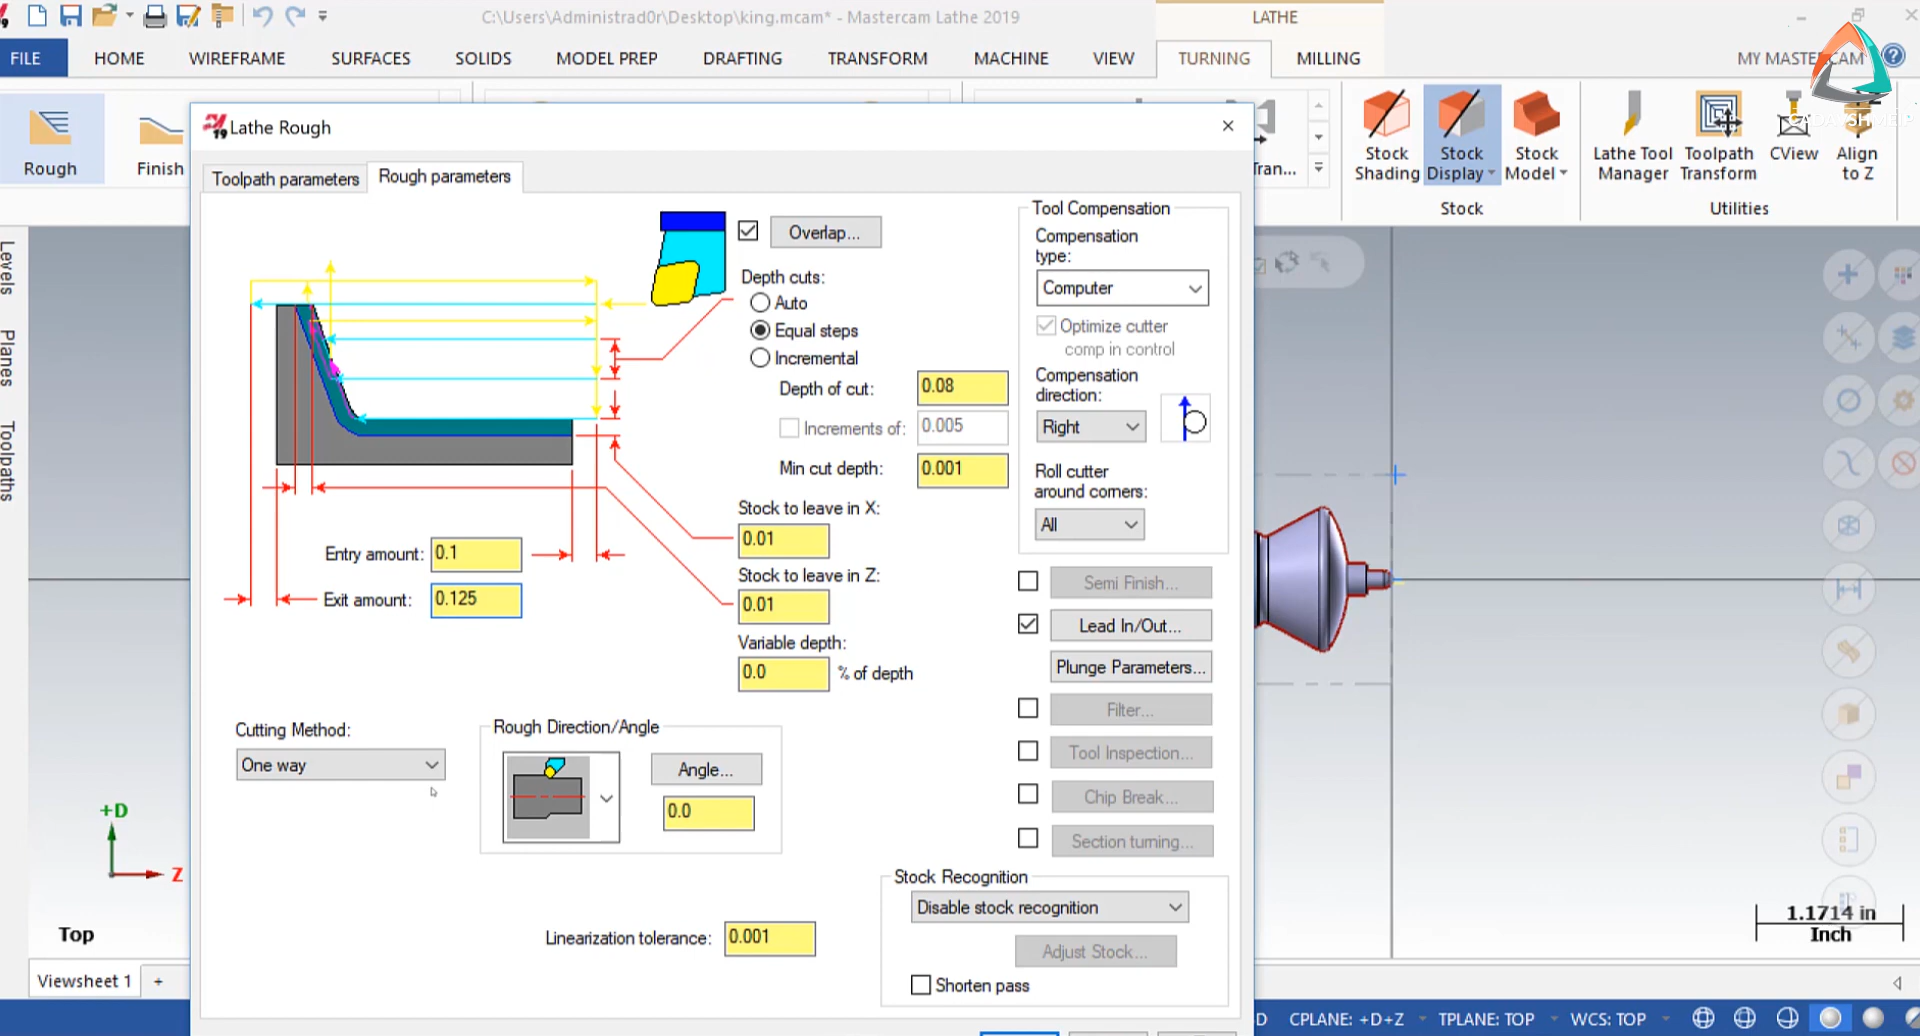 C:\Users\Administrad0r\Desktop\king.mcam* - Mastercam Lathe 2019
LATHE
FILE
HOME
WIREFRAME
SURFACES
SOLIDS
MODEL PREP
DRAFTING
TRANSFORM
MACHINE
VIEW
TURNING
MILLING
MY MASTERCAM
Rough
Finish
Stock
Shading
Stock
Display
Stock
Model
Lathe Tool
Manager
Toolpath
Transform
CView
Align
to Z
Stock
Utilities
19
Lathe Rough
Toolpath parameters
Rough parameters
Levels
Planes
Toolpaths
Overlap...
Depth cuts:
Auto
Equal steps
Incremental
Depth of cut:
0.08
Increments of:
0.005
Min cut depth:
0.001
Stock to leave in X:
0.01
Stock to leave in Z:
0.01
Variable depth:
0.0
% of depth
Entry amount:
0.1
Exit amount:
0.125
Tool Compensation
Compensation
type:
Computer
Optimize cutter
comp in control
Compensation
direction:
Right
Roll cutter
around corners:
All
Semi Finish...
Lead In/Out...
Plunge Parameters...
Filter...
Tool Inspection...
Chip Break...
Section turning...
Cutting Method:
One way
Rough Direction/Angle
Angle...
0.0
Stock Recognition
Disable stock recognition
Adjust Stock...
Shorten pass
Linearization tolerance:
0.001
+D
Z
Top
1.1714 in
Inch
Viewsheet 1
+
CPLANE: +D+Z
TPLANE: TOP
WCS: TOP